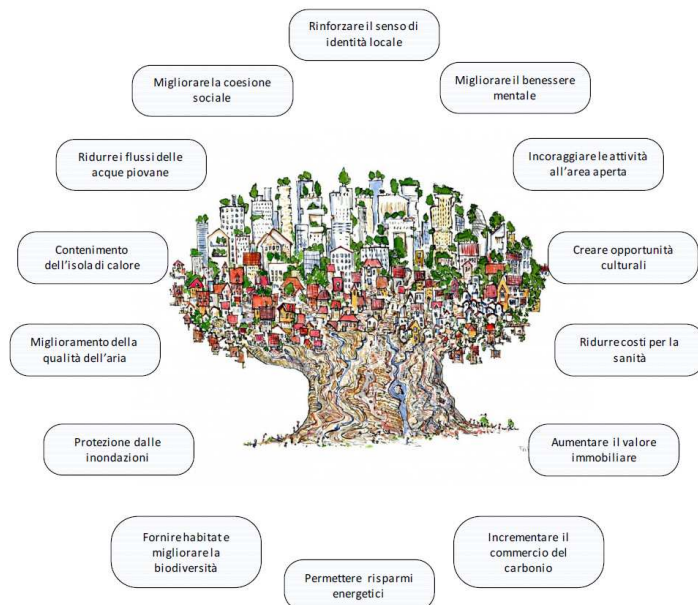 Rinforzare il senso di
identità locale
Migliorare la coesione
sociale
Migliorare il benessere
mentale
Ridurre i flussi delle
acque piovane
Incoraggiare le attività
all'area aperta
Contenimento
dell'isola di calore
Creare opportunità
culturali
Miglioramento della
qualità dell'aria
Ridurre costi per la
sanità
Protezione dalle
inondazioni
Aumentare il valore
immobiliare
Fornire habitat e
migliorare la
biodiversità
Incrementare il
commercio del
carbonio
Permettere risparmi
energetici